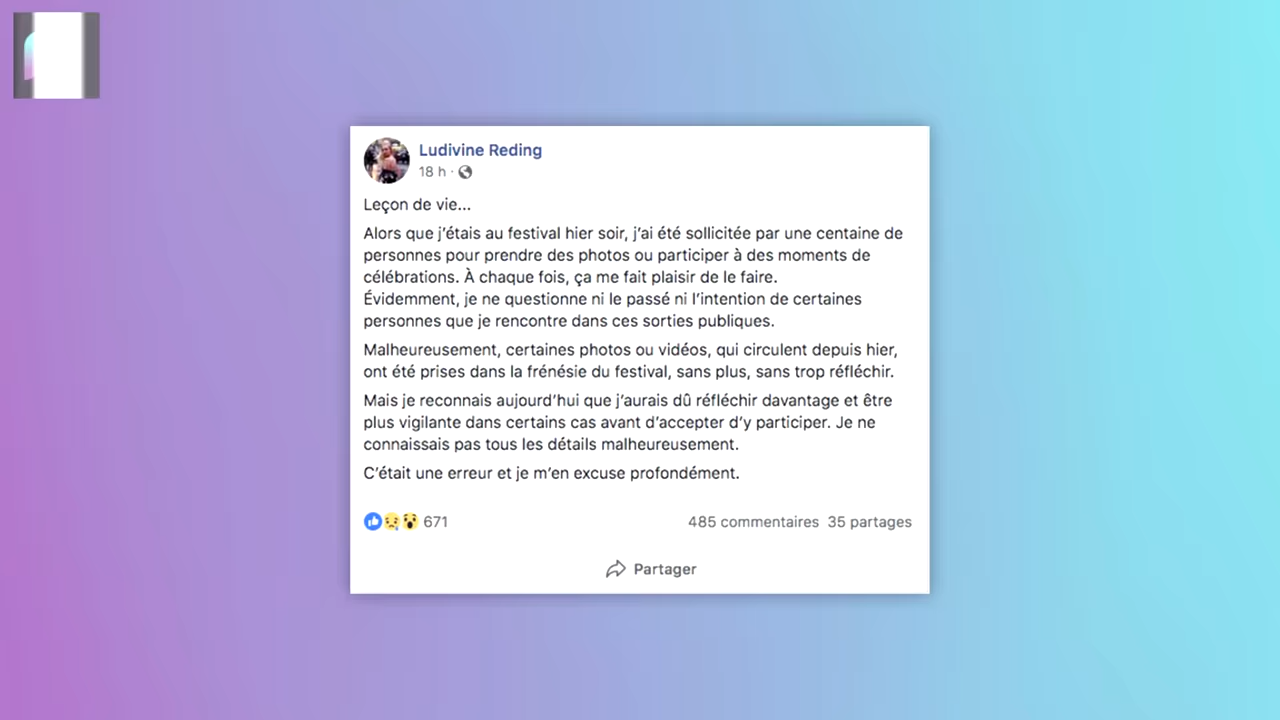 Ludivine Reding
18 h ·
Leçon de vie...
Alors que j'étais au festival hier soir, j'ai été sollicitée par une centaine de
personnes pour prendre des photos ou participer à des moments de
célébrations. À chaque fois, ça me fait plaisir de le faire.
Évidemment, je ne questionne ni le passé ni l'intention de certaines
personnes que je rencontre dans ces sorties publiques.
Malheureusement, certaines photos ou vidéos, qui circulent depuis hier,
ont été prises dans la frénésie du festival, sans plus, sans trop réfléchir.
Mais je reconnais aujourd'hui que j'aurais dû réfléchir davantage et être
plus vigilante dans certains cas avant d'accepter d'y participer. Je ne
connaissais pas tous les détails malheureusement.
C'était une erreur et je m'en excuse profondément.
671 485 commentaires 35 partages
Partager